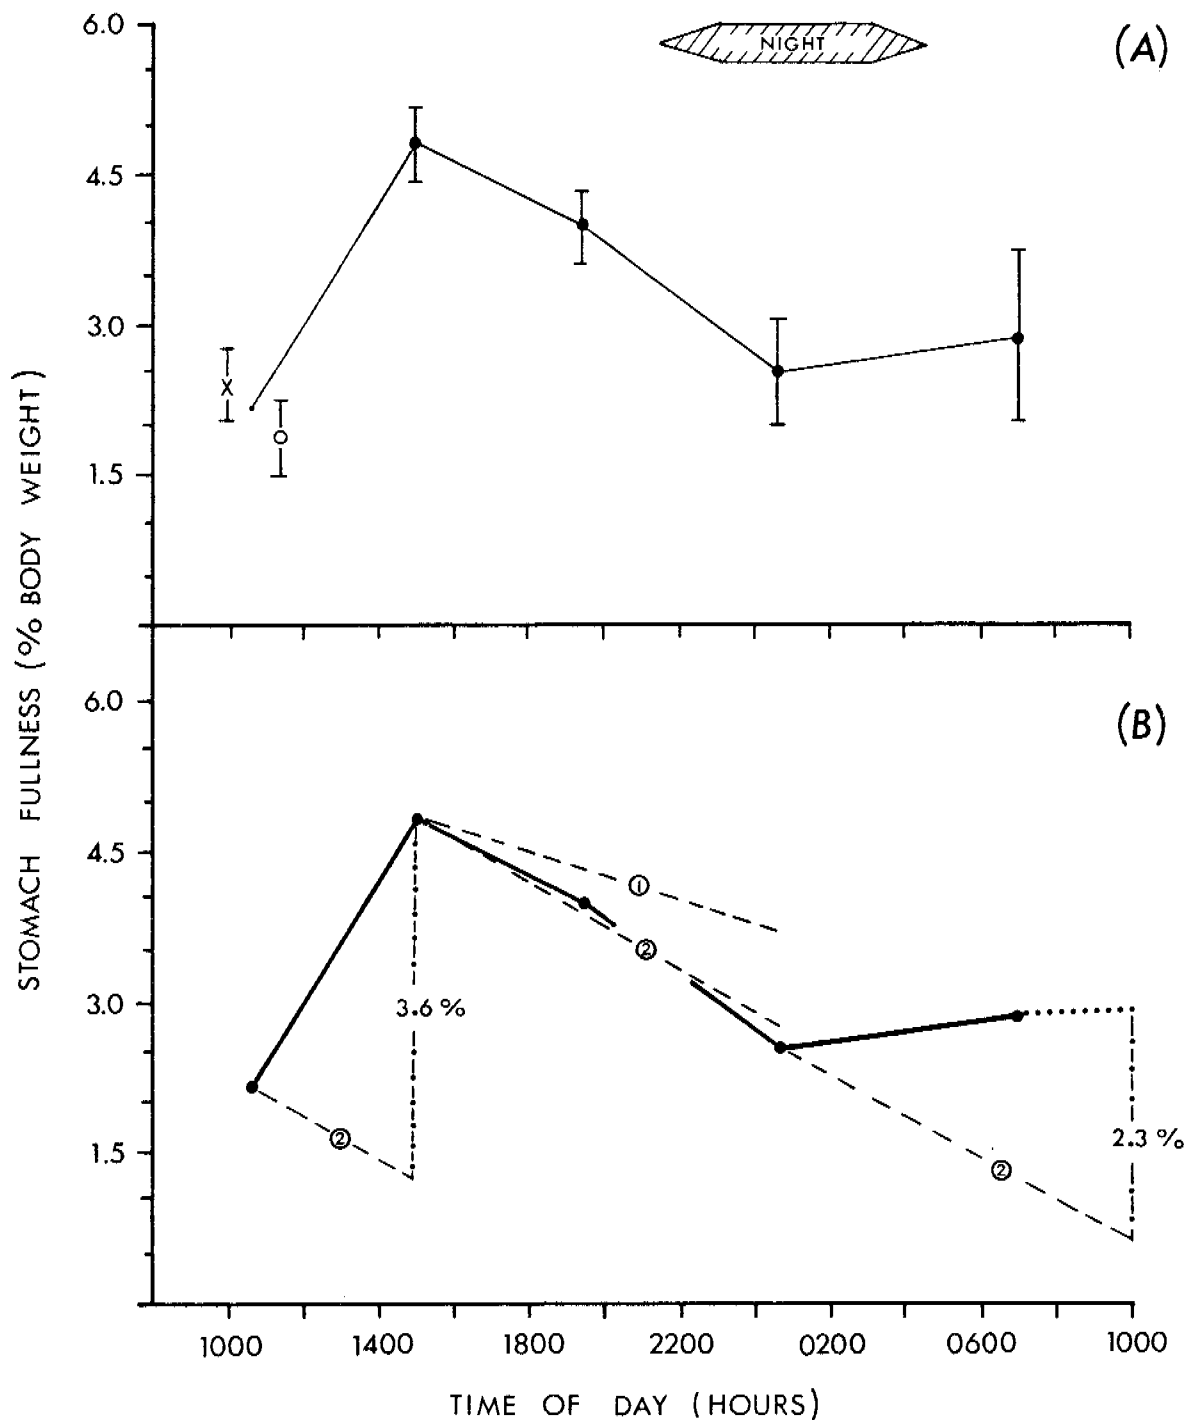 6.0
NIGHT
(A)
4.5
3.0
X
1.5
STOMACH FULLNESS (% BODY WEIGHT)
6.0
(B)
4.5
1
2
3.0
3.6 %
2
1.5
2.3 %
2
1000 1400 1800 2200 0200 0600 1000
TIME OF DAY (HOURS)